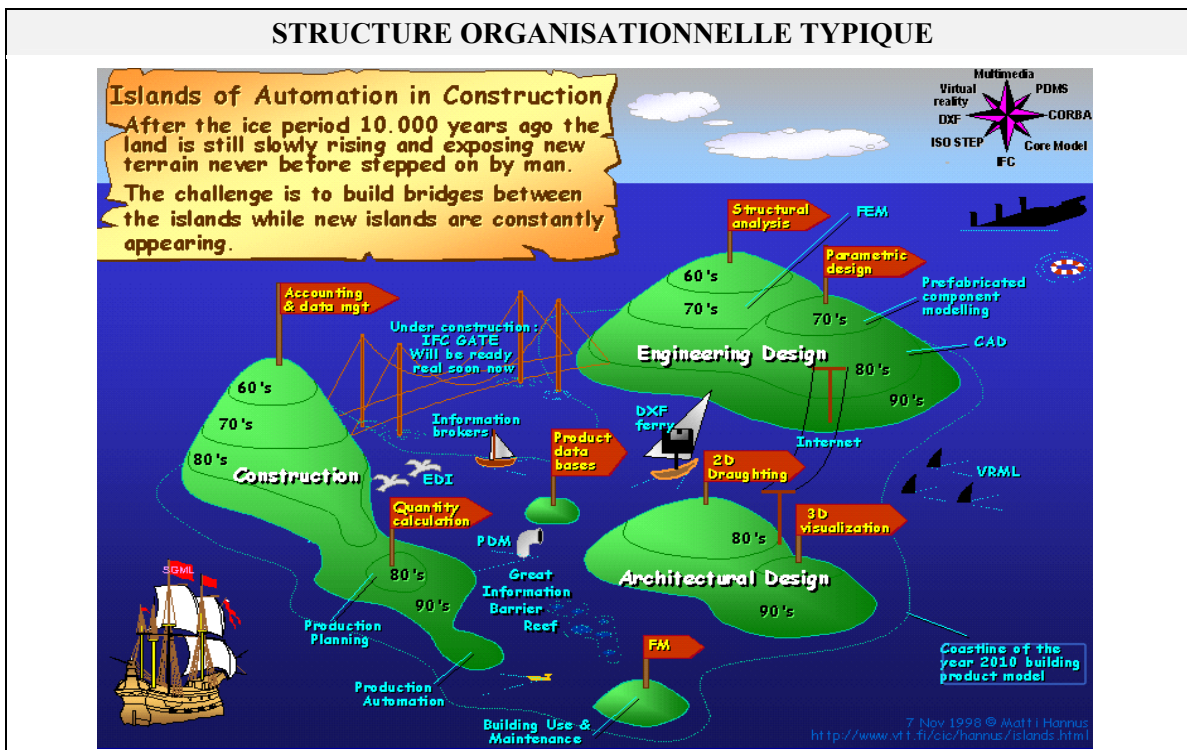 STRUCTURE ORGANISATIONNELLE TYPIQUE
Islands of Automation in Construction
After the ice period 10.000 years ago the
land is still slowly rising and exposing new
terrain never before stepped on by man.
The challenge is to build bridges between
the islands while new islands are constantly
appearing.
Multimedia
Virtual
reality
PDMS
DXF
CORBA
ISO STEP
Core Model
IFC
Structural
analysis
FEM
Parametric
design
Prefabricated
component
modelling
60's
70's
70's
CAD
Engineering Design
80's
90's
Accounting
& data mgt
Under construction:
IFC GATE
Will be ready
real soon now
60's
70's
80's
Construction
Information
brokers
EDI
DXF
ferry
Internet
Product
data
bases
2D
Draughting
VRML
Quantity
calculation
3D
visualization
PDM
80's
80's
90's
Great
Information
Barrier
Reef
Architectural Design
90's
SGML
Production
Planning
FM
Production
Automation
Coastline of the
year 2010 building
product model
Building Use &
Maintenance
7 Nov 1998 © Matti Hannus
http://www.vtt.fi/cic/hannus/islands.html